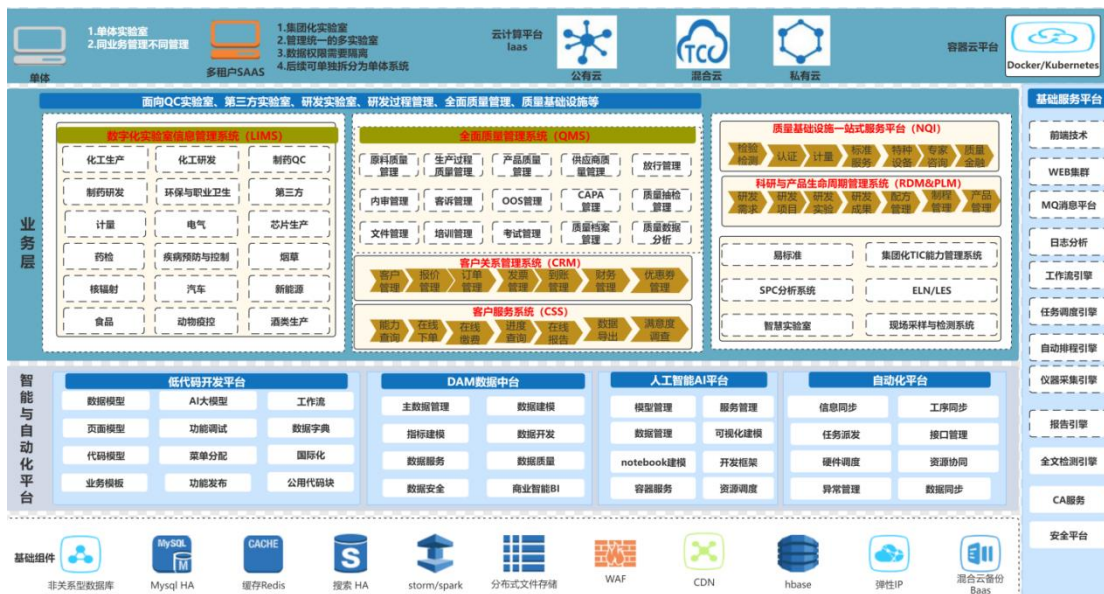 1.单体实验室
2.同业务管理不同管理
单体
多租户SAAS
1.集团化实验室
2.管理统一的多实验室
3.数据权限需要隔离
4.后续可单独拆分为单体系统
云计算平台
Iaas
公有云
TCC
混合云
私有云
容器云平台
Docker/Kubernetes
业务层
面向QC实验室、第三方实验室、研发实验室、研发过程管理、全面质量管理、质量基础设施等
数字化实验室信息管理系统（LIMS）
化工生产
化工研发
制药QC
制药研发
环保与职业卫生
第三方
计量
电气
芯片生产
药检
疾病预防与控制
烟草
核辐射
汽车
新能源
食品
动物疫控
酒类生产
全面质量管理系统（QMS）
原料质量管理
生产过程质量管理
产品质量管理
供应商质量管理
放行管理
内审管理
客诉管理
OOS管理
CAPA管理
质量抽检管理
文件管理
培训管理
考试管理
质量档案管理
质量数据分析
客户关系管理系统（CRM）
客户管理
报价管理
订单管理
发票管理
到账管理
财务管理
优惠券管理
客户服务系统（CSS）
能力查询
在线下单
在线缴费
进度查询
在线报告
数据导出
满意度调查
质量基础设施一站式服务平台（NQI）
检验检测
认证
计量
标准服务
特种设备
专家咨询
质量金融
科研与产品生命周期管理系统（RDM&PLM）
研发需求
研发项目
研发实验
研发成果
配方管理
制程管理
产品管理
易标准
集团化TIC能力管理系统
SPC分析系统
ELN/LES
智慧实验室
现场采样与检测系统
基础服务平台
前端技术
WEB集群
MQ消息平台
日志分析
工作流引擎
任务调度引擎
自动排程引擎
仪器采集引擎
报告引擎
全文检测引擎
CA服务
安全平台
智能与自动化平台
低代码开发平台
数据模型
AI大模型
工作流
页面模型
功能调试
数据字典
代码模型
菜单分配
国际化
业务模板
功能发布
公用代码块
DAM数据中台
主数据管理
数据建模
指标建模
数据开发
数据服务
数据质量
数据安全
商业智能BI
人工智能AI平台
模型管理
服务管理
数据管理
可视化建模
notebook建模
开发框架
容器服务
资源调度
自动化平台
信息同步
工序同步
任务派发
接口管理
硬件调度
资源协同
异常管理
数据同步
基础组件
非关系型数据库
MySQL
M
Mysql HA
CACHE
缓存Redis
S
搜索 HA
storm/spark
分布式文件存储
WAF
CDN
hbase
弹性IP
混合云备份
Baas